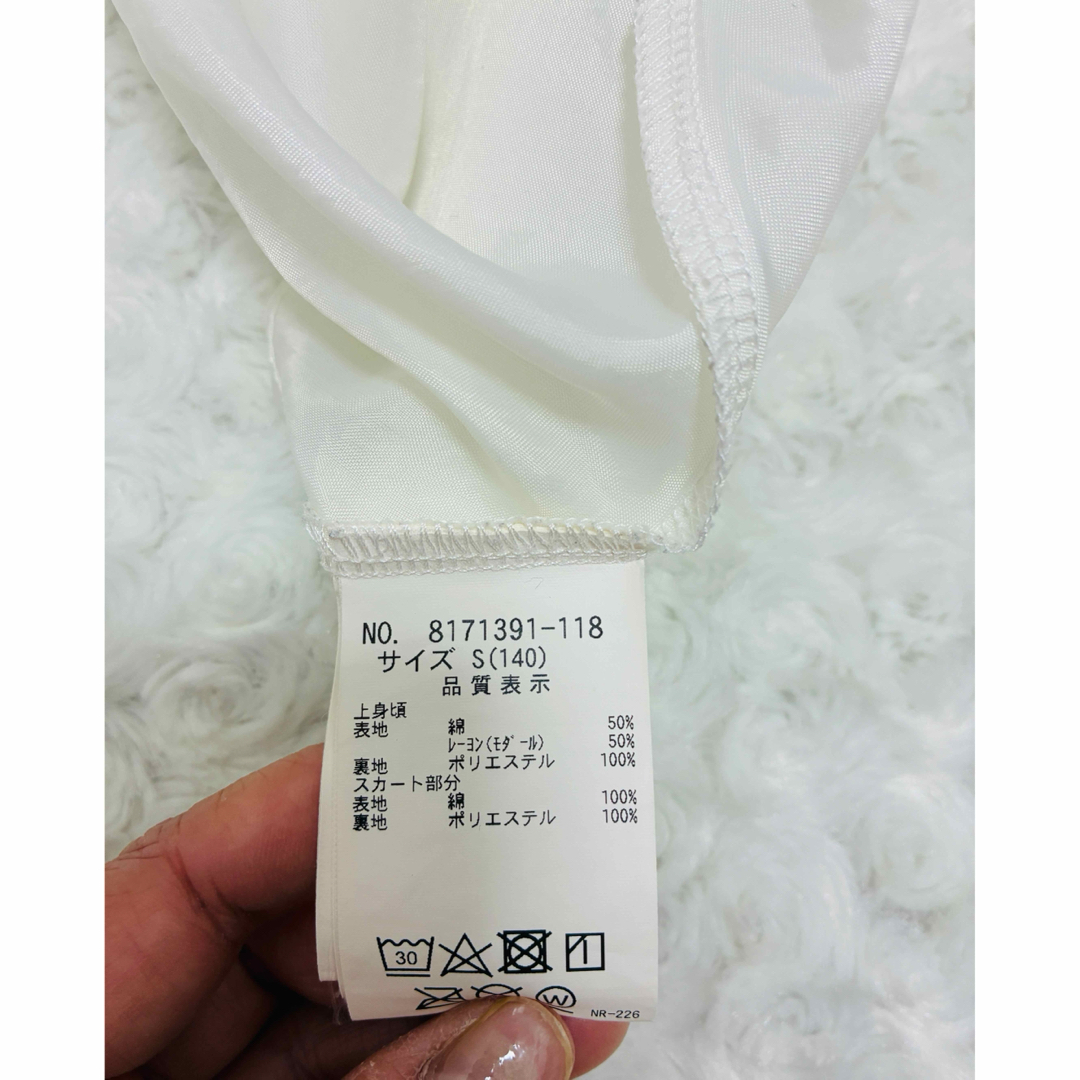 NO. 8171391-118
サイズ S(140)
品質表示
上身頃
表地 綿 50%
ﾚｰﾖﾝ(ﾓﾀﾞｰﾙ) 50%
裏地 ポリエステル 100%
スカート部分
表地 綿 100%
裏地 ポリエステル 100%
30
W
NR-226